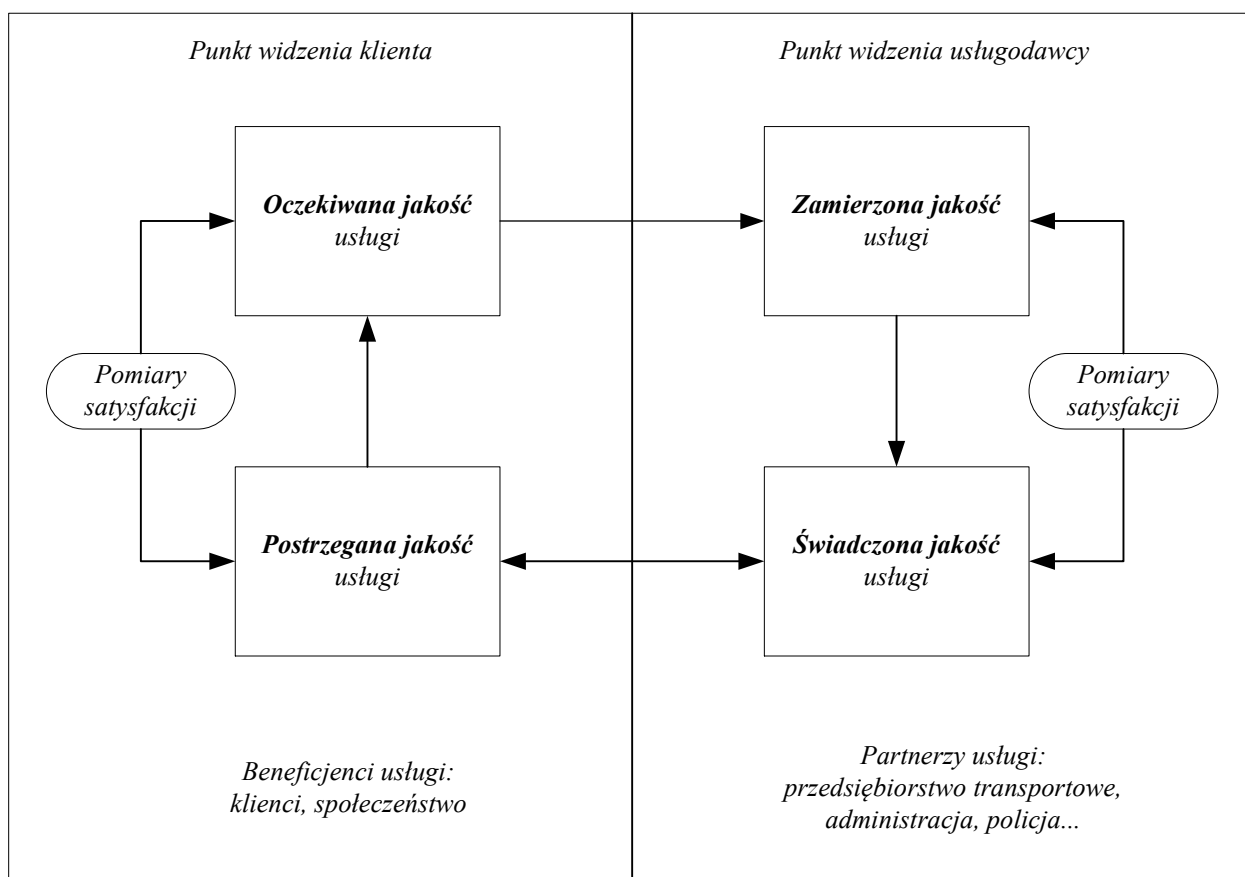 Punkt widzenia klienta
Punkt widzenia usługodawcy
Oczekiwana jakość
usługi
Zamierzona jakość
usługi
Pomiary
satysfakcji
Pomiary
satysfakcji
Postrzegana jakość
usługi
Świadczona jakość
usługi
Beneficjenci usługi:
klienci, społeczeństwo
Partnerzy usługi:
przedsiębiorstwo transportowe,
administracja, policja...